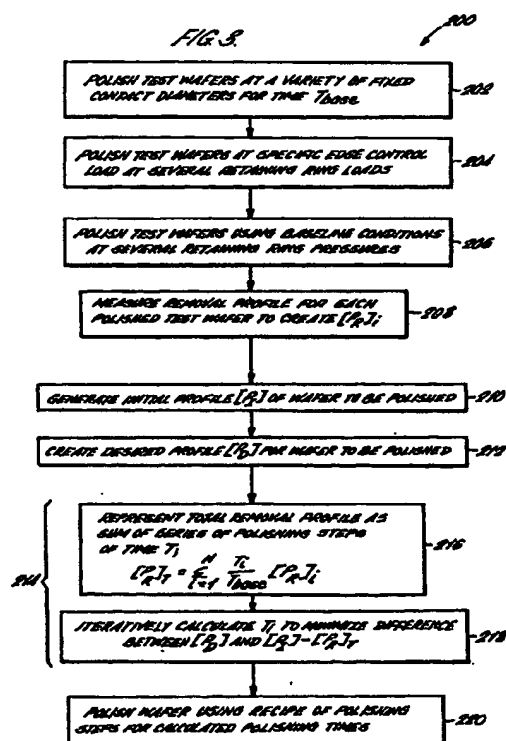 FIG. 3.
200
POLISH TEST WAFERS AT A VARIETY OF FIXED
CONTACT DIAMETERS FOR TIME Tbase
202
POLISH TEST WAFERS AT SPECIFIC EDGE CONTROL
LOAD AT SEVERAL RETAINING RING LOADS
204
POLISH TEST WAFERS USING BASELINE CONDITIONS
AT SEVERAL RETAINING RING PRESSURES
206
MEASURE REMOVAL PROFILE FOR EACH
POLISHED TEST WAFER TO CREATE [PR]i
208
GENERATE INITIAL PROFILE [PI] OF WAFER TO BE POLISHED
210
CREATE DESIRED PROFILE [PD] FOR WAFER TO BE POLISHED
212
214
REPRESENT TOTAL REMOVAL PROFILE AS
SUM OF SERIES OF POLISHING STEPS
OF TIME Ti
[PR]T = Σ N i=1 Ti/Tbase [PR]i
216
ITERATIVELY CALCULATE Ti TO MINIMIZE DIFFERENCE
BETWEEN [PD] AND [PI]-[PR]T
218
POLISH WAFER USING RECIPE OF POLISHING
STEPS FOR CALCULATED POLISHING TIMES
220